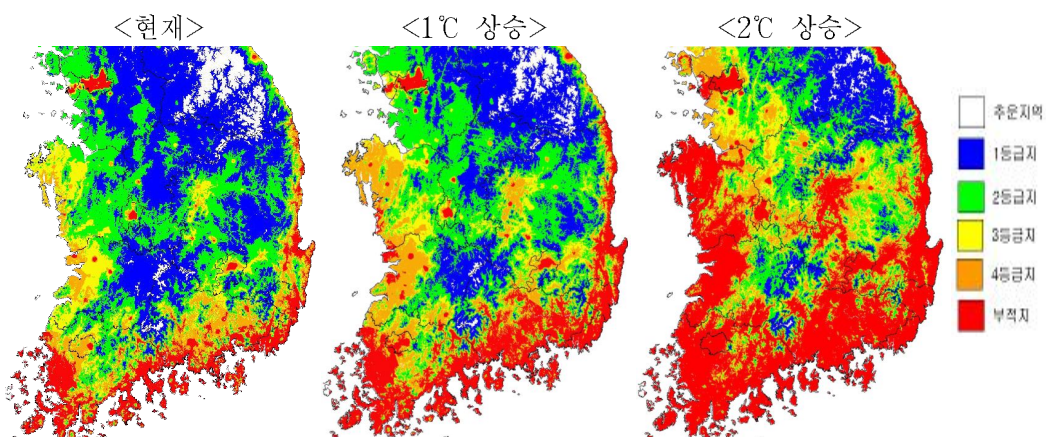 <현재>
<1℃ 상승>
<2℃ 상승>
추운지역
1등급지
2등급지
3등급지
4등급지
부적지